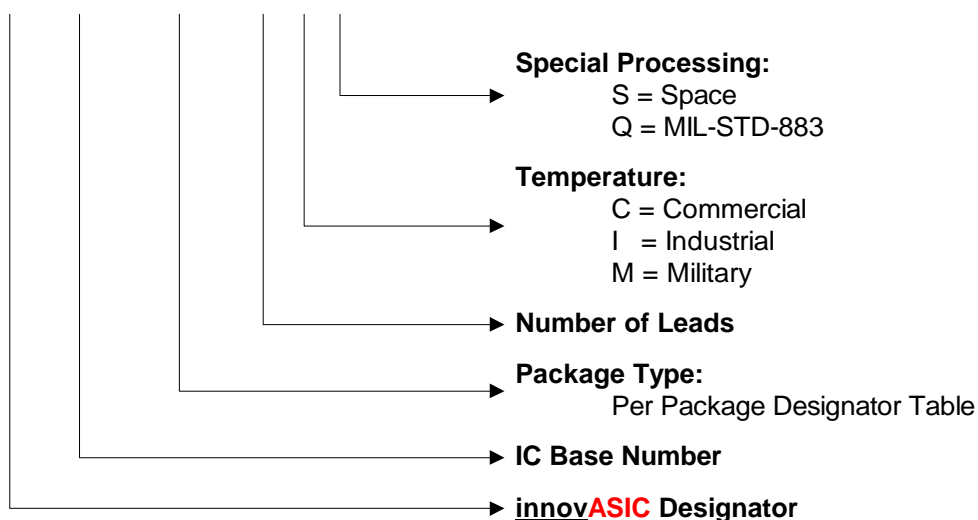 Special Processing:
S = Space
Q = MIL-STD-883
Temperature:
C = Commercial
I = Industrial
M = Military
Number of Leads
Package Type:
Per Package Designator Table
IC Base Number
innovASIC Designator